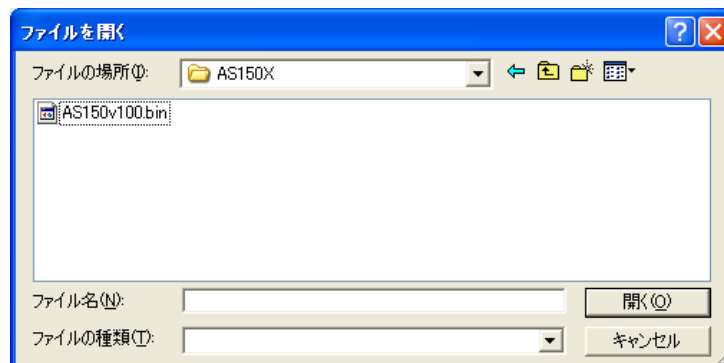 ファイルを開く
ファイルの場所(I): AS150X
AS150v100.bin
ファイル名(N): 開く(O)
ファイルの種類(T): キャンセル